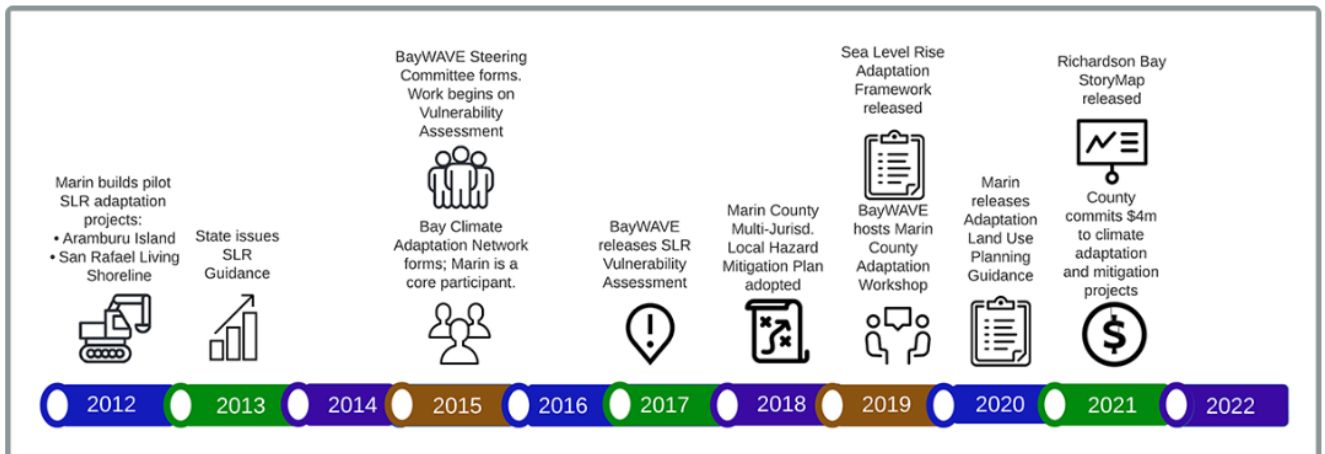 Marin builds pilot
SLR adaptation
projects:
• Aramburu Island
• San Rafael Living
Shoreline
State issues
SLR
Guidance
BayWAVE Steering
Committee forms.
Work begins on
Vulnerability
Assessment
Bay Climate
Adaptation Network
forms; Marin is a
core participant.
BayWAVE
releases SLR
Vulnerability
Assessment
Marin County
Multi-Jurisd.
Local Hazard
Mitigation Plan
adopted
Sea Level Rise
Adaptation
Framework
released
BayWAVE
hosts Marin
County
Adaptation
Workshop
Marin
releases
Adaptation
Land Use
Planning
Guidance
Richardson Bay
StoryMap
released
County
commits $4m
to climate
adaptation
and mitigation
projects
$
2012 2013 2014 2015 2016 2017 2018 2019 2020 2021 2022